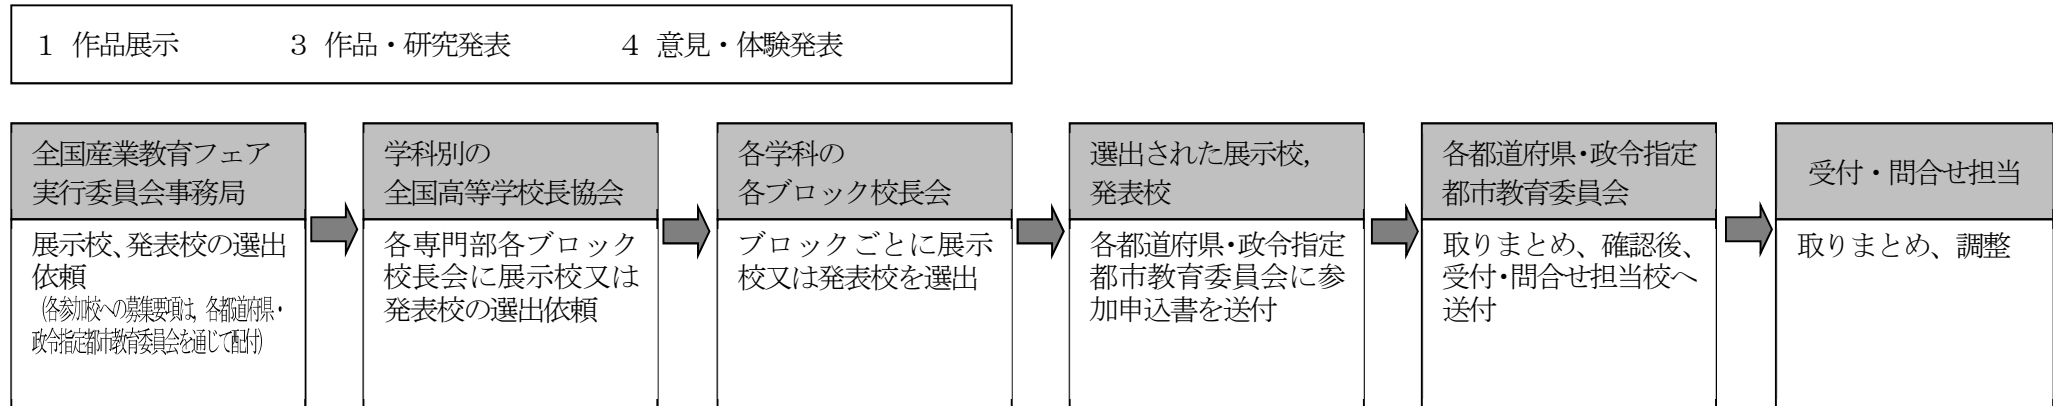 1 作品展示 3 作品・研究発表 4 意見・体験発表
全国産業教育フェア
実行委員会事務局
展示校、発表校の選出
依頼
(各参加校への募集要項は，各都道府県・
政令指定都市教育委員会を通じて配付)
学科別の
全国高等学校長協会
各専門部各ブロック
校長会に展示校又は
発表校の選出依頼
各学科の
各ブロック校長会
ブロックごとに展示
校又は発表校を選出
選出された展示校,
発表校
各都道府県・政令指定
都市教育委員会に参
加申込書を送付
各都道府県・政令指定
都市教育委員会
取りまとめ、確認後、
受付・問合せ担当校へ
送付
受付・問合せ担当
取りまとめ、調整